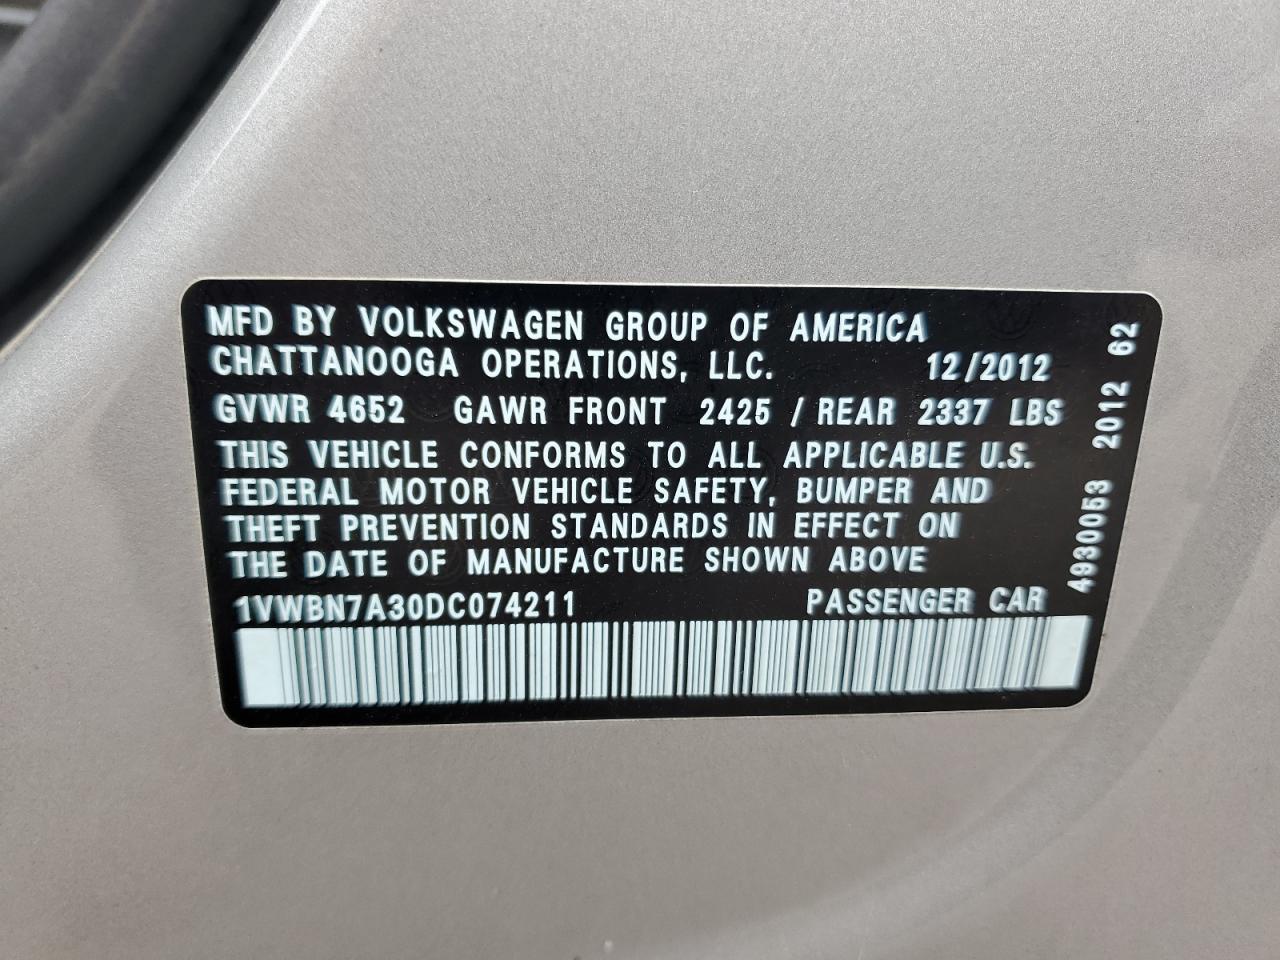 MFD BY VOLKSWAGEN GROUP OF AMERICA
CHATTANOOGA OPERATIONS, LLC. 12/2012
GVWR 4652 GAWR FRONT 2425 / REAR 2337 LBS
THIS VEHICLE CONFORMS TO ALL APPLICABLE U.S.
FEDERAL MOTOR VEHICLE SAFETY, BUMPER AND
THEFT PREVENTION STANDARDS IN EFFECT ON
THE DATE OF MANUFACTURE SHOWN ABOVE
1VWBN7A30DC074211 PASSENGER CAR
4930053 2012 62